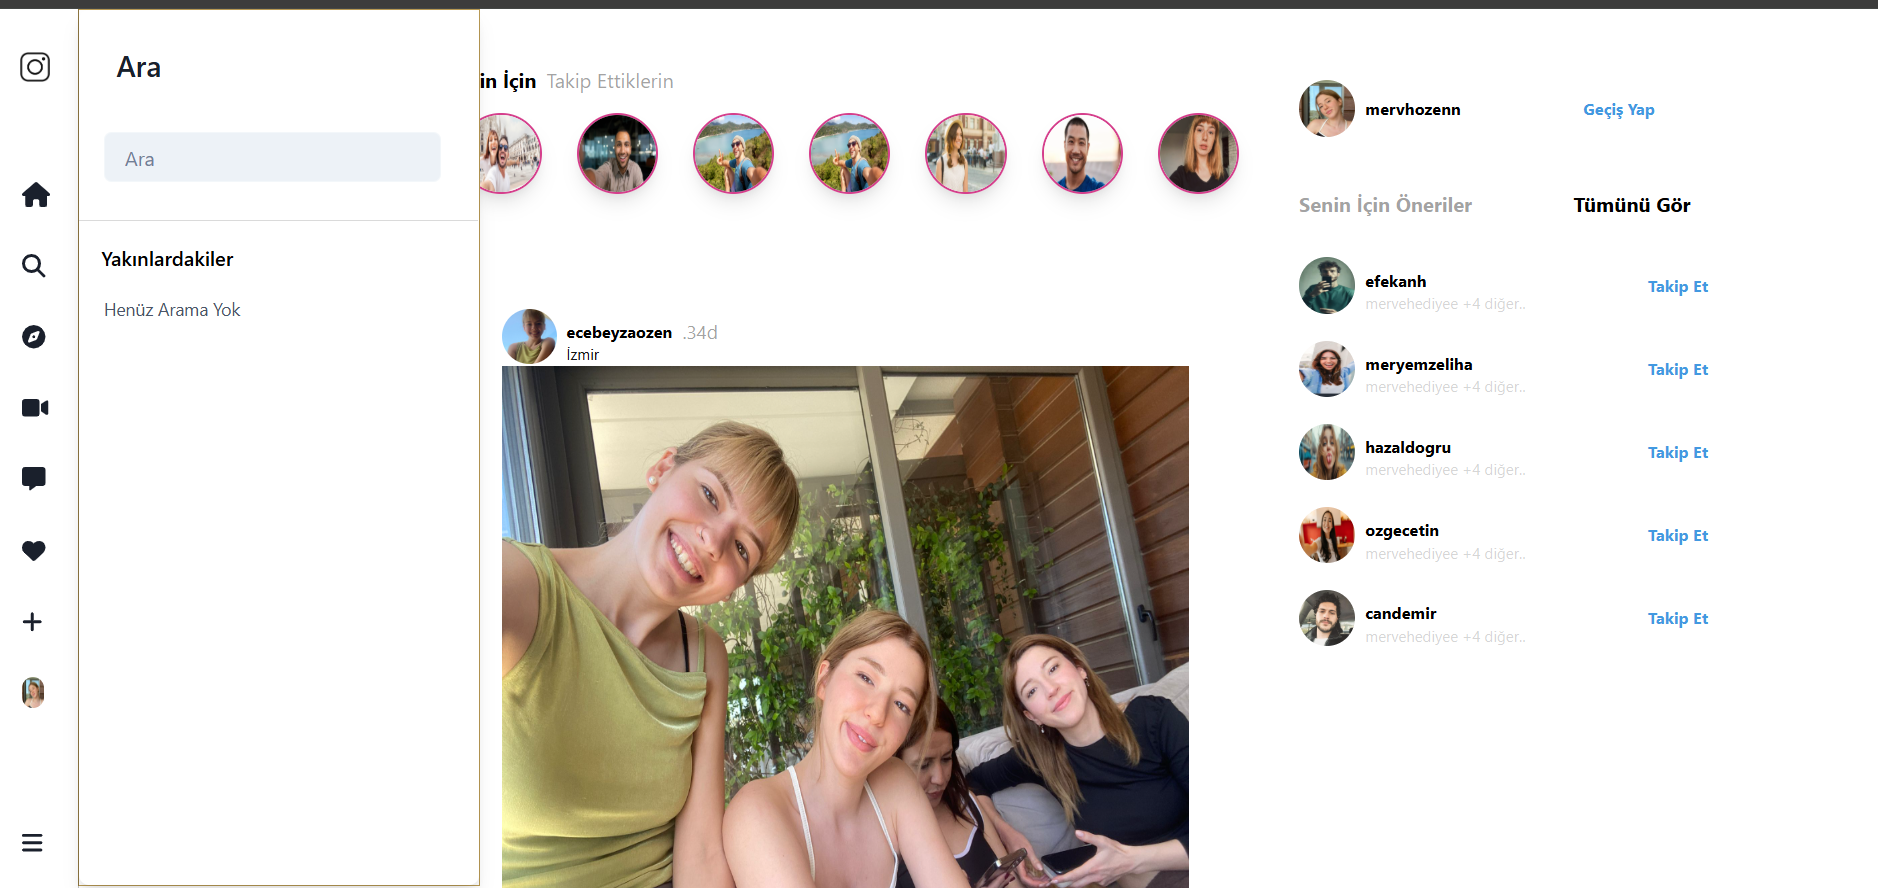 Ara
Ara
Yakınlardakiler
Henüz Arama Yok
in İçin Takip Ettiklerin
ecebeyzaozen .34d
İzmir
mervhozenn Geçiş Yap
Senin İçin Öneriler Tümünü Gör
efekanh Takip Et
mervehediyee +4 diğer..
meryemzeliha Takip Et
mervehediyee +4 diğer..
hazaldogru Takip Et
mervehediyee +4 diğer..
ozgecetin Takip Et
mervehediyee +4 diğer..
candemir Takip Et
mervehediyee +4 diğer..